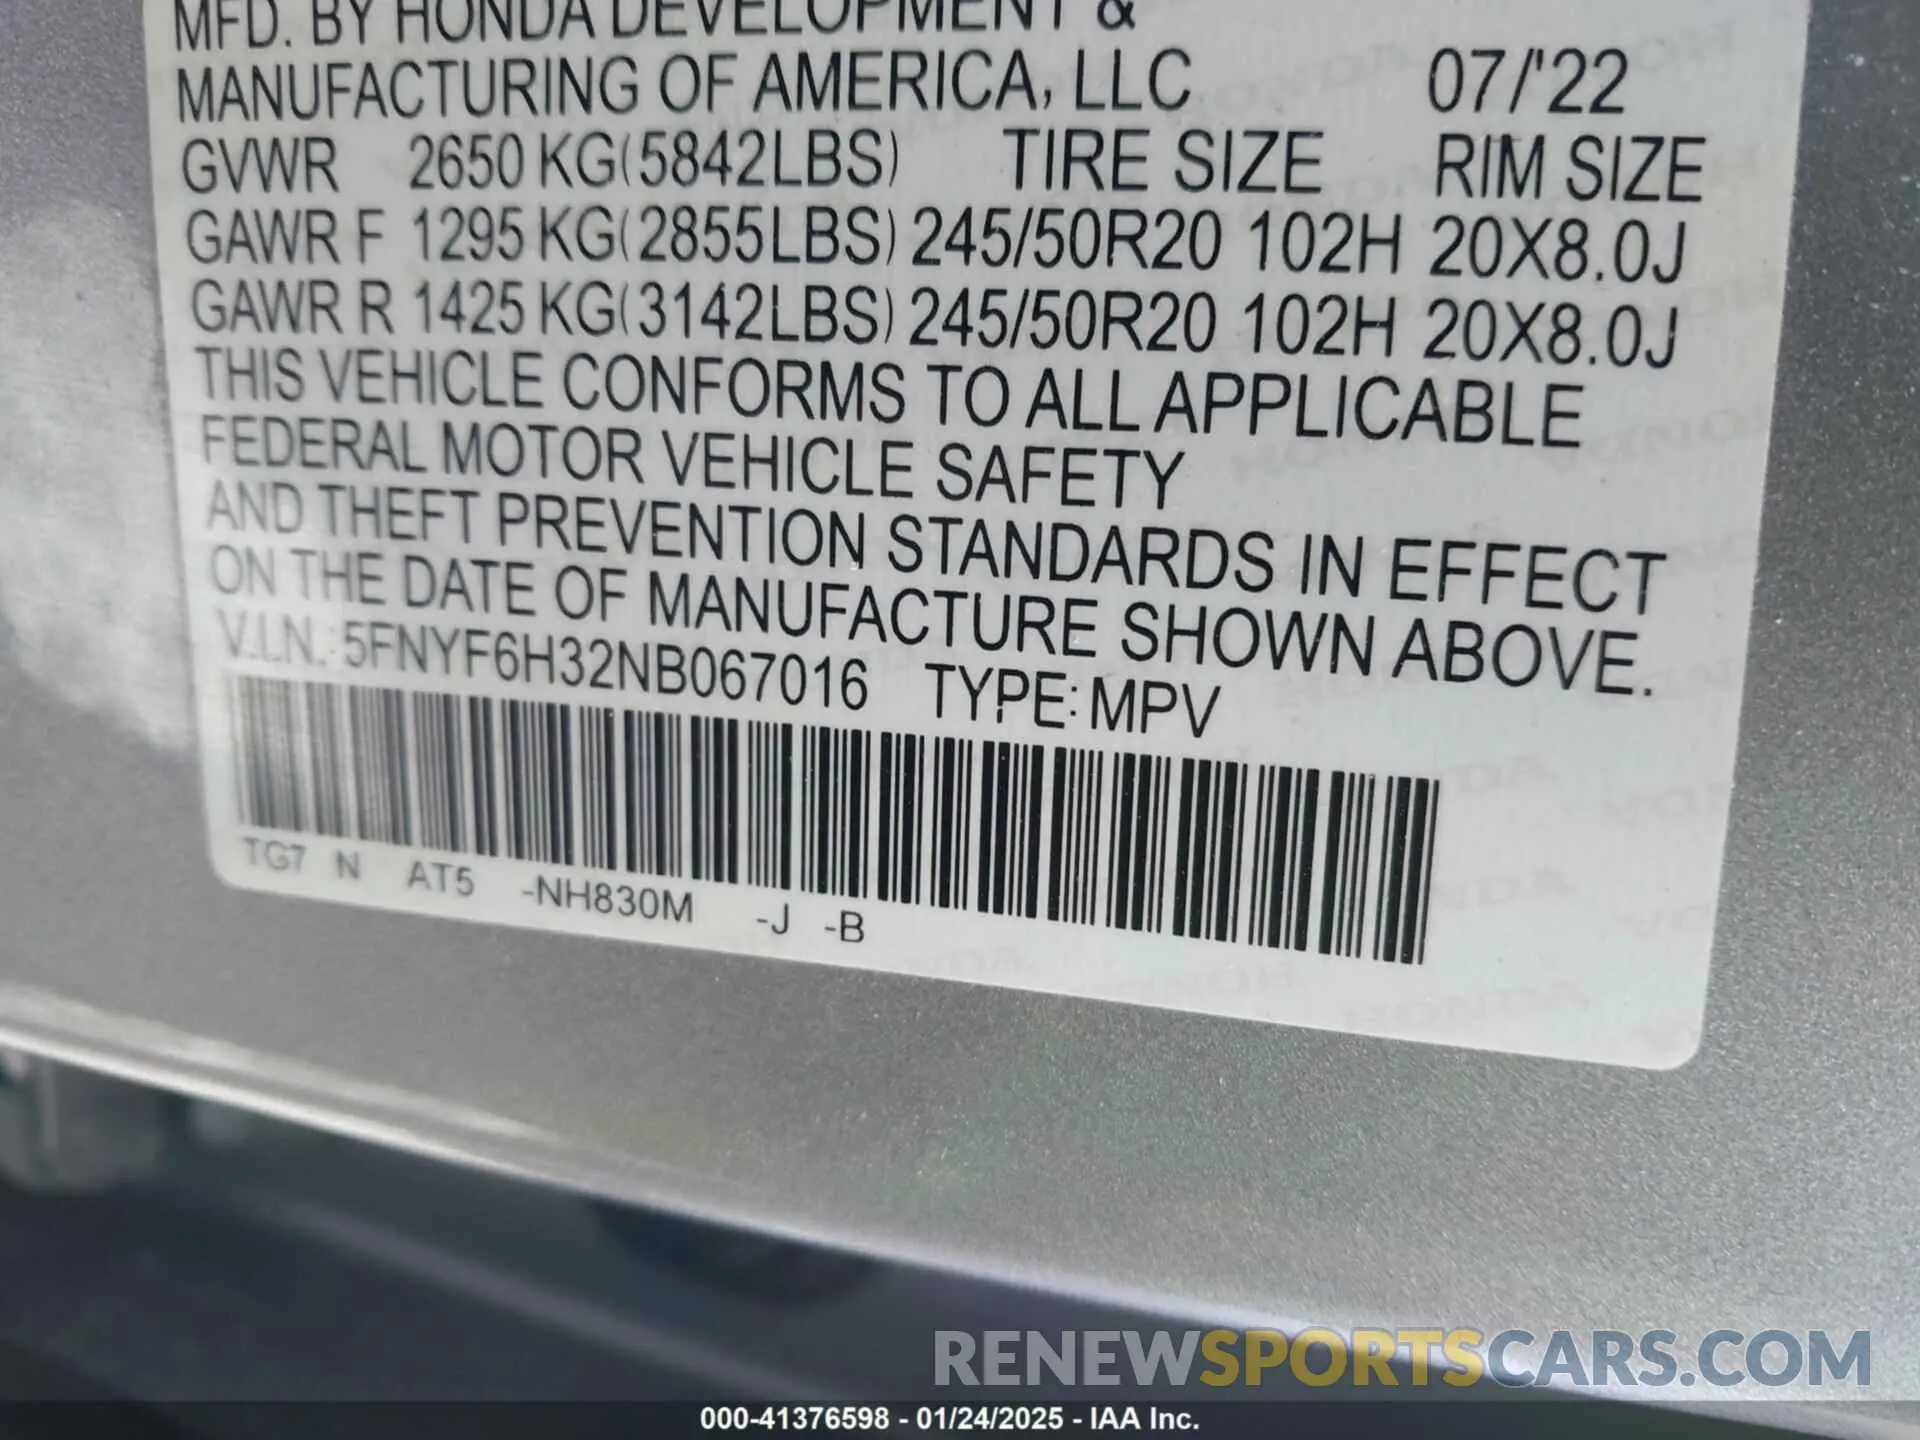 MFD. BY HONDA DEVELOPMENT &
MANUFACTURING OF AMERICA, LLC 07/'22
GVWR 2650 KG(5842LBS) TIRE SIZE RIM SIZE
GAWR F 1295 KG(2855LBS) 245/50R20 102H 20X8.0J
GAWR R 1425 KG(3142LBS) 245/50R20 102H 20X8.0J
THIS VEHICLE CONFORMS TO ALL APPLICABLE
FEDERAL MOTOR VEHICLE SAFETY
AND THEFT PREVENTION STANDARDS IN EFFECT
ON THE DATE OF MANUFACTURE SHOWN ABOVE.
V.I.N.: 5FNYF6H32NB067016 TYPE: MPV
TG7 N AT5 -NH830M -J -B
RENEWSPORTSCARS.COM
000-41376598 - 01/24/2025 - IAA Inc.